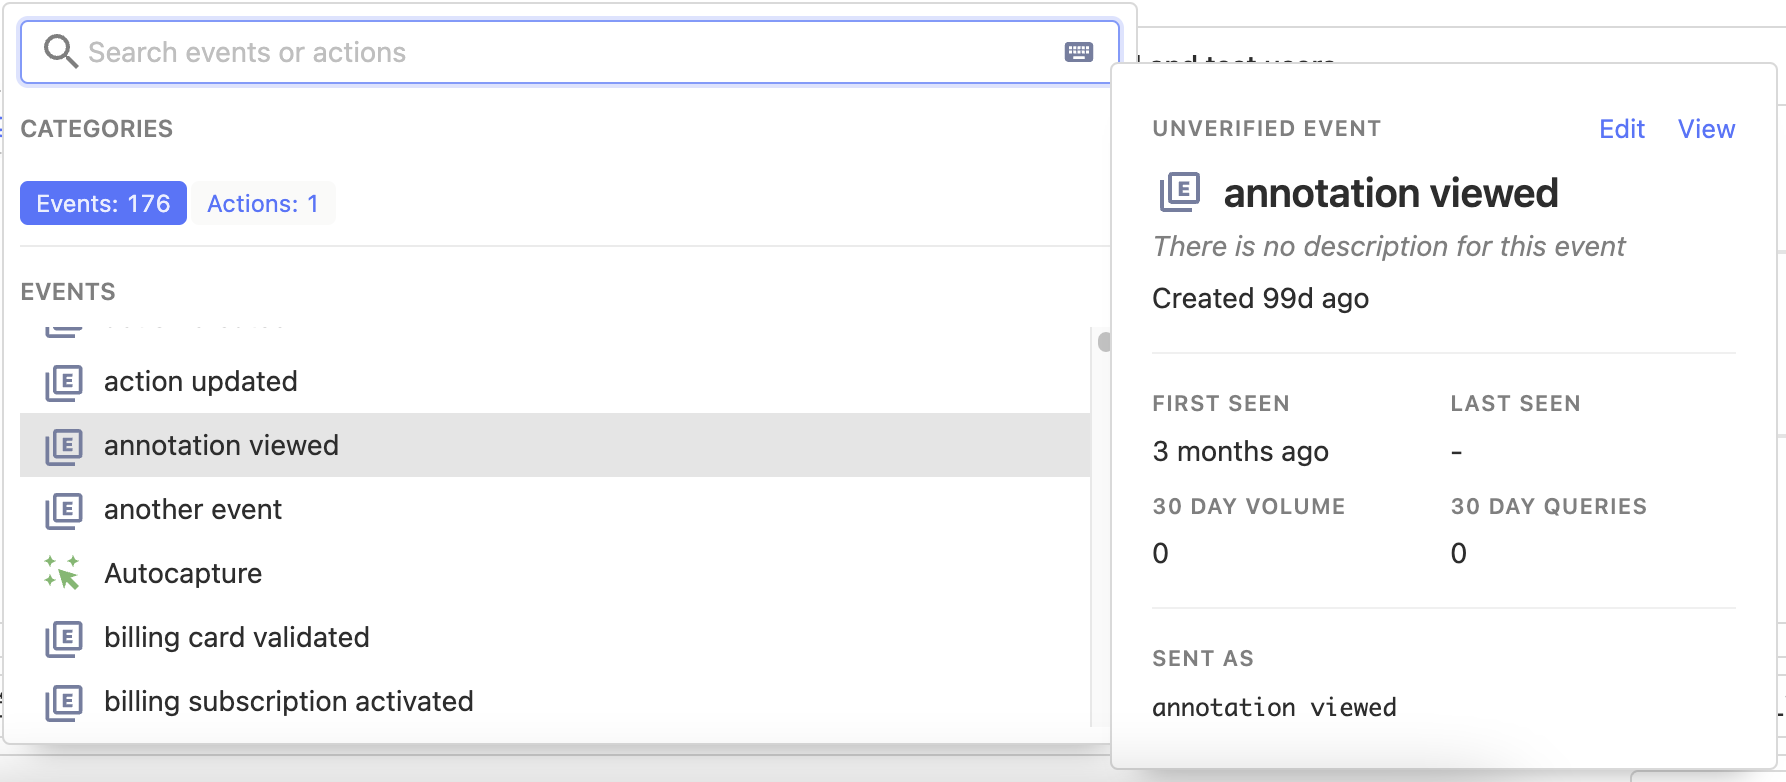 Search events or actions
CATEGORIES
Events: 176
Actions: 1
EVENTS
action updated
annotation viewed
another event
Autocapture
billing card validated
billing subscription activated
and test users
UNVERIFIED EVENT
Edit
View
E annotation viewed
There is no description for this event
Created 99d ago
FIRST SEEN
LAST SEEN
3 months ago
-
30 DAY VOLUME
30 DAY QUERIES
0
0
SENT AS
annotation viewed